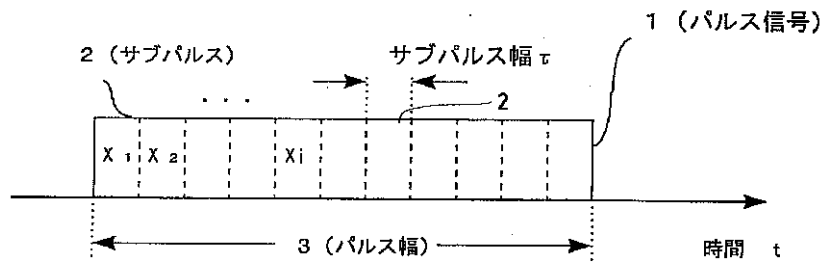 1 (パルス信号)
2 (サブパルス)
サブパルス幅τ
. . .
2
X1 X2 Xi
3 (パルス幅)
時間 t